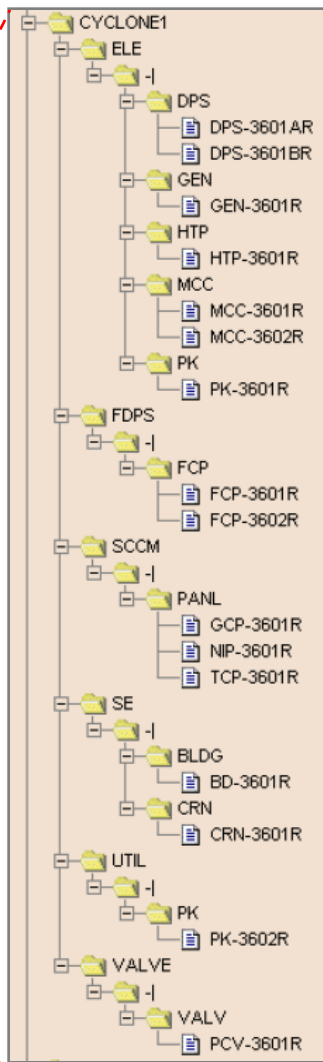 CYCLONE1
ELE
-|
DPS
DPS-3601AR
DPS-3601BR
GEN
GEN-3601R
HTP
HTP-3601R
MCC
MCC-3601R
MCC-3602R
PK
PK-3601R
FDPS
-|
FCP
FCP-3601R
FCP-3602R
SCCM
-|
PANL
GCP-3601R
NIP-3601R
TCP-3601R
SE
-|
BLDG
BD-3601R
CRN
CRN-3601R
UTIL
-|
PK
PK-3602R
VALVE
-|
VALV
PCV-3601R